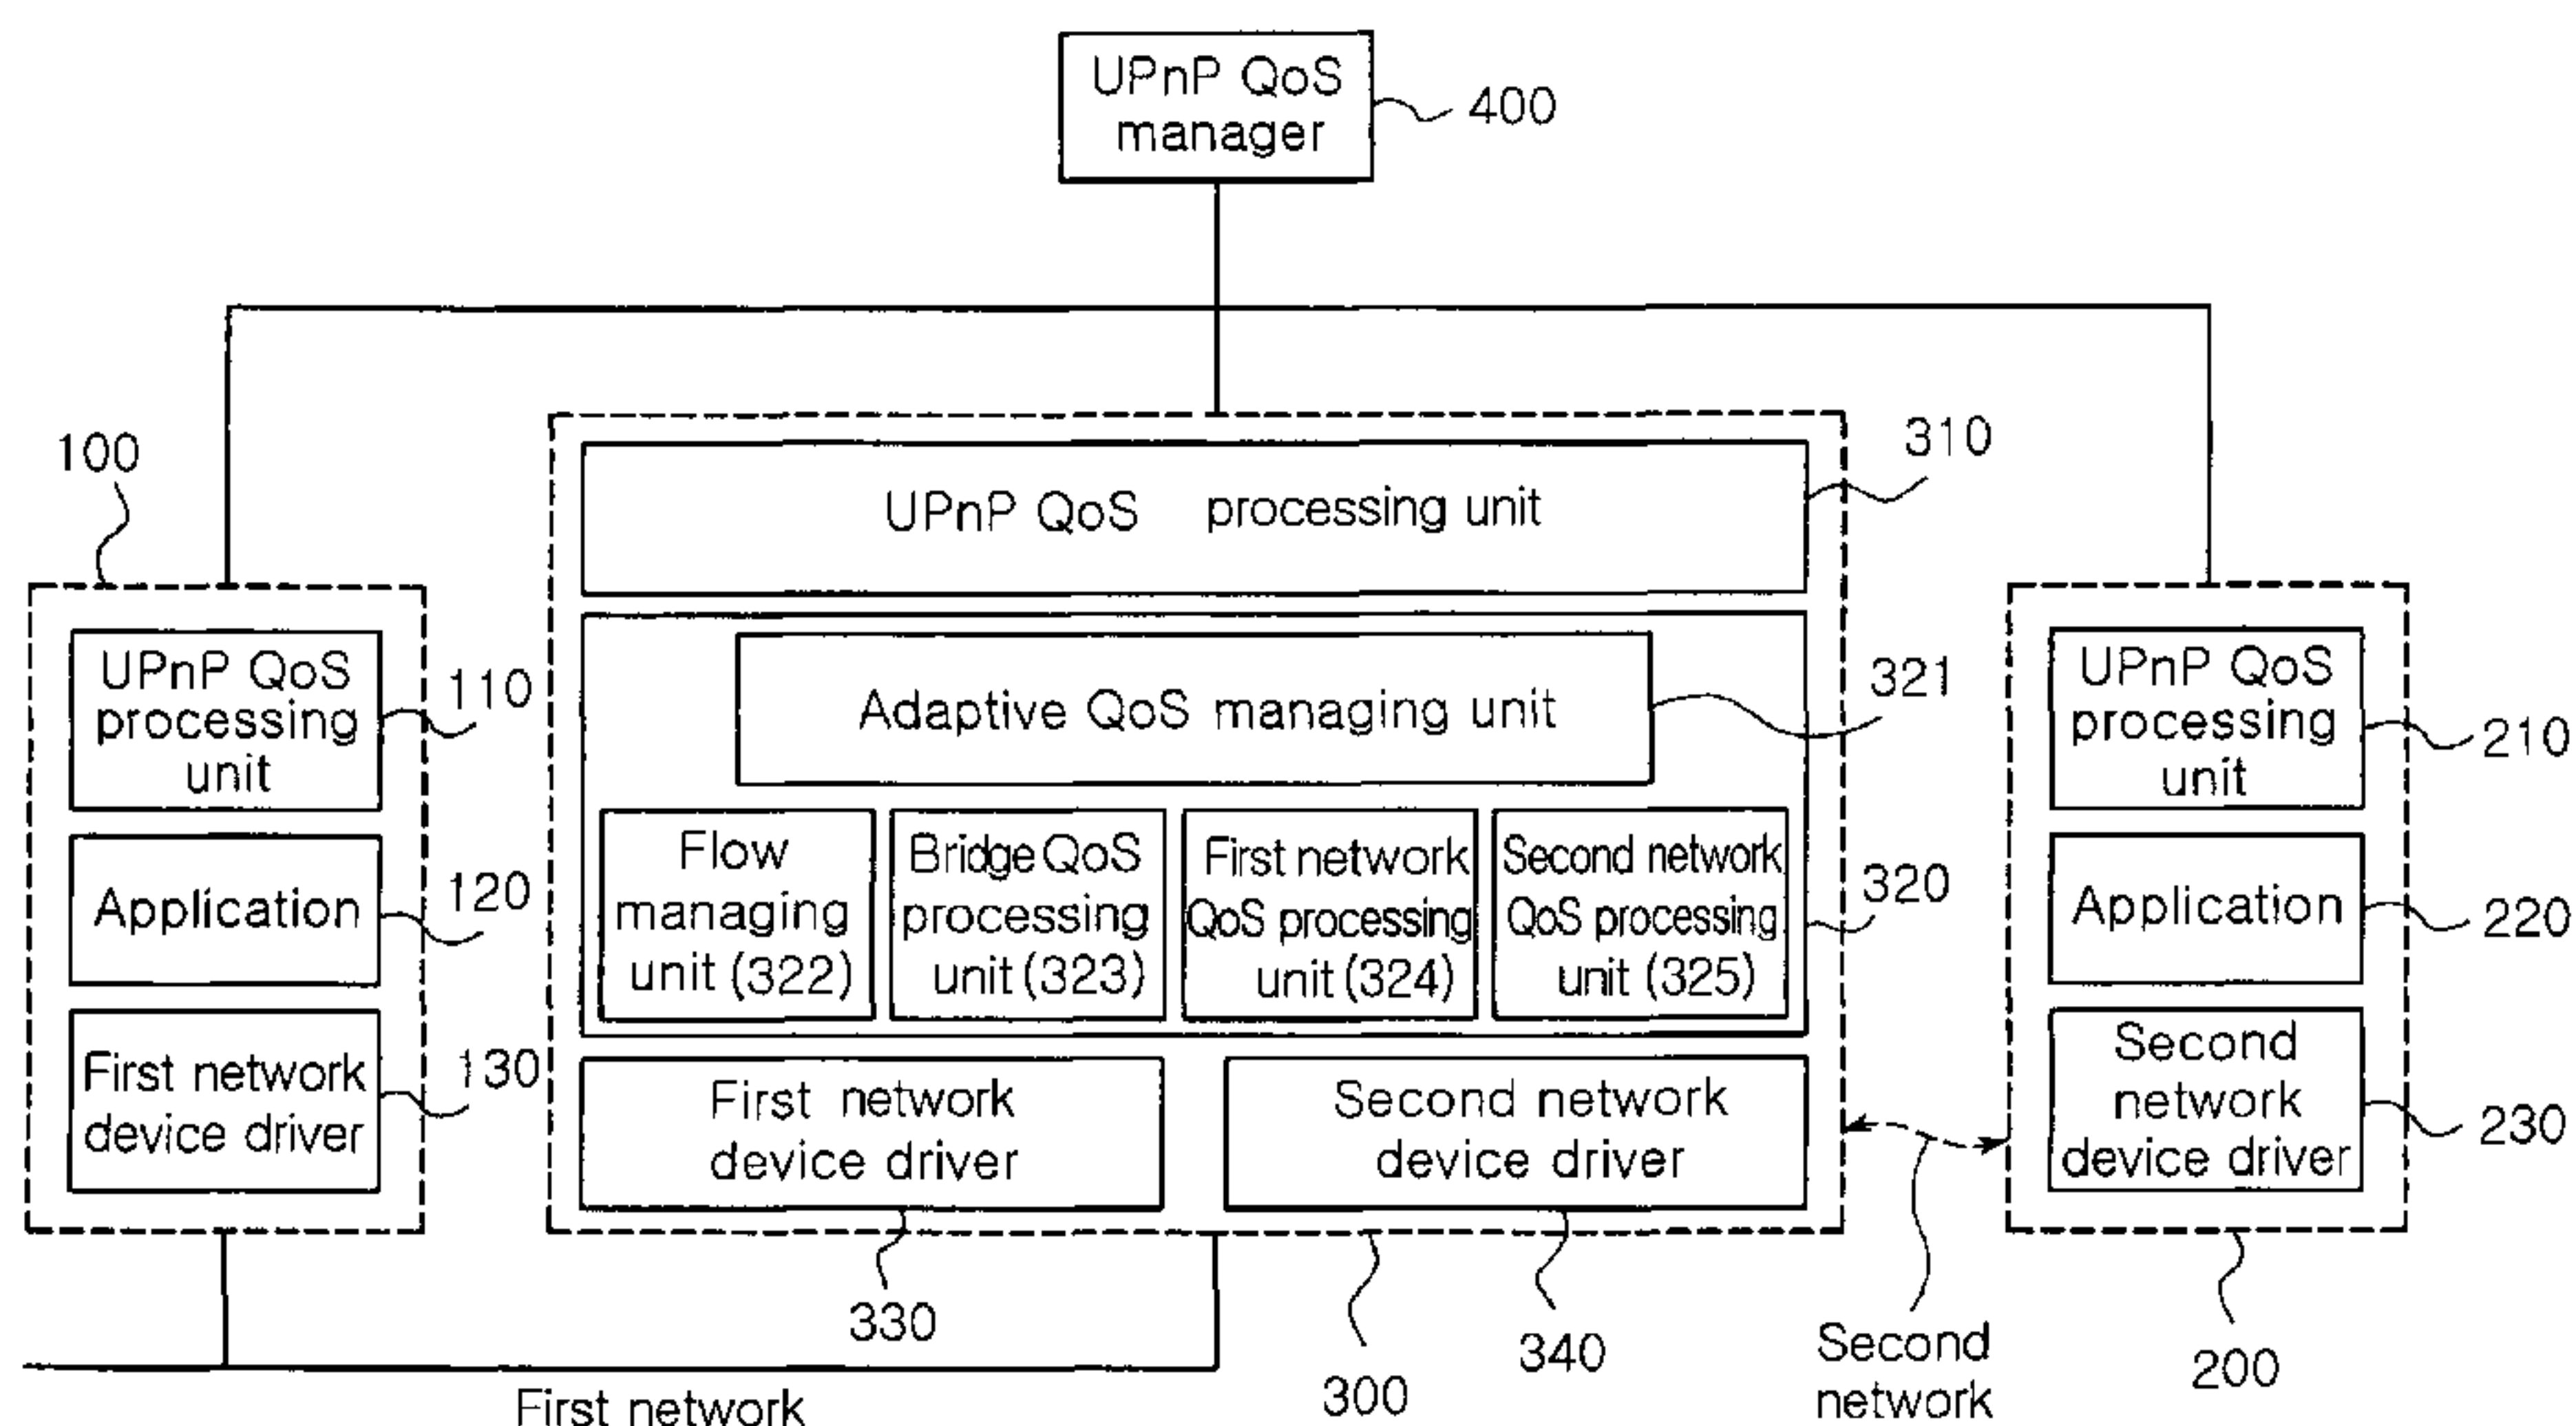 UPnP QoS
manager
400
100
310
UPnP QoS processing unit
UPnP QoS
processing
unit
110
Adaptive QoS managing unit
321
UPnP QoS
processing
unit
210
Application
120
Flow
managing
unit (322)
Bridge QoS
processing
unit (323)
First network
QoS processing
unit (324)
Second network
QoS processing
unit (325)
320
Application
220
First network
device driver
130
First network
device driver
Second network
device driver
Second
network
device driver
230
330
340
300
Second
network
200
First network